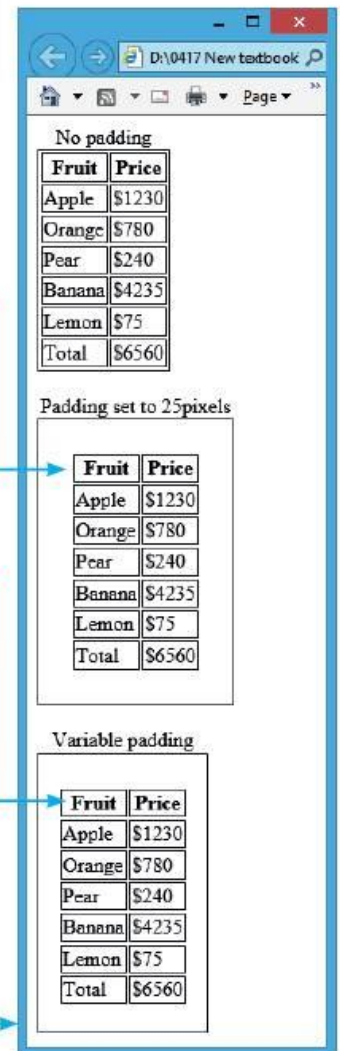 D:\0417 New textbook
Page
No padding
Fruit Price
Apple $1230
Orange $780
Pear $240
Banana $4235
Lemon $75
Total $6560
Padding set to 25pixels
Fruit Price
Apple $1230
Orange $780
Pear $240
Banana $4235
Lemon $75
Total $6560
Variable padding
Fruit Price
Apple $1230
Orange $780
Pear $240
Banana $4235
Lemon $75
Total $6560